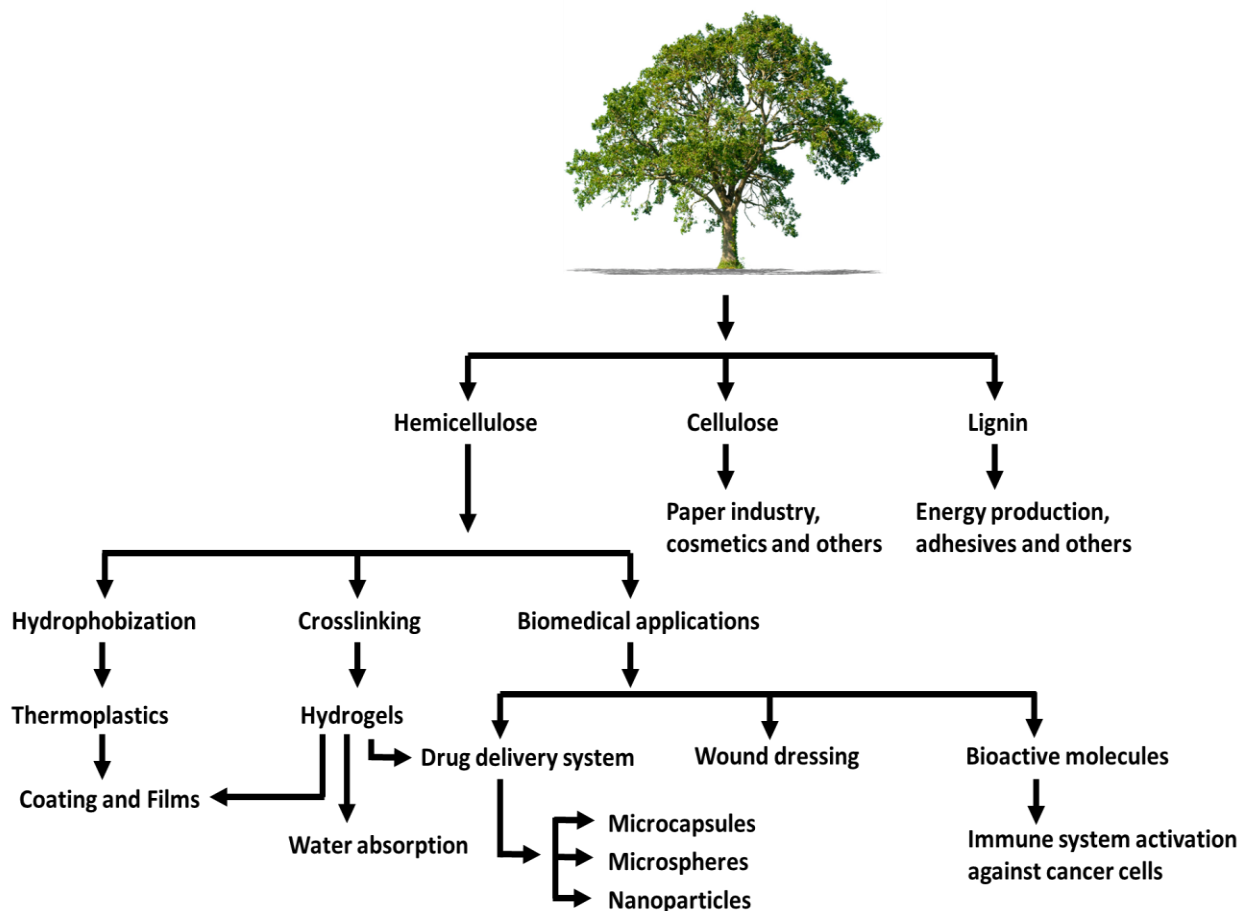 Hemicellulose
Cellulose
Lignin
Paper industry,
cosmetics and others
Energy production,
adhesives and others
Hydrophobization
Crosslinking
Biomedical applications
Thermoplastics
Hydrogels
Drug delivery system
Wound dressing
Bioactive molecules
Coating and Films
Water absorption
Microcapsules
Microspheres
Nanoparticles
Immune system activation
against cancer cells